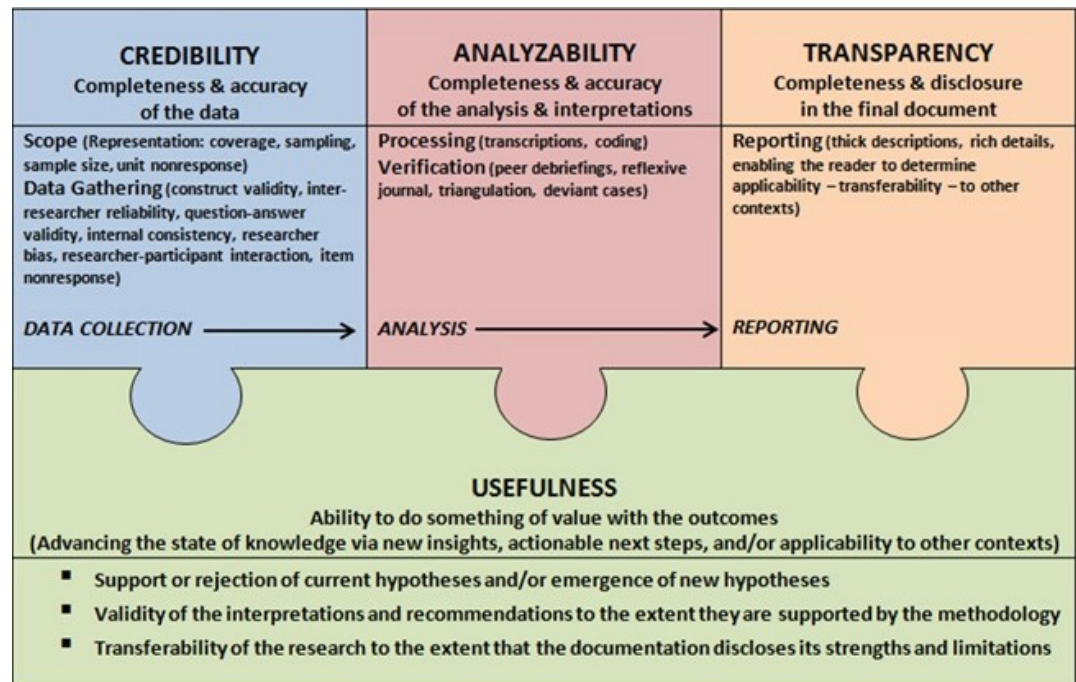 CREDIBILITY
Completeness & accuracy
of the data
Scope (Representation: coverage, sampling,
sample size, unit nonresponse)
Data Gathering (construct validity, inter-
researcher reliability, question-answer
validity, internal consistency, researcher
bias, researcher-participant interaction, item
nonresponse)
DATA COLLECTION
ANALYZABILITY
Completeness & accuracy
of the analysis & interpretations
Processing (transcriptions, coding)
Verification (peer debriefings, reflexive
journal, triangulation, deviant cases)
ANALYSIS
TRANSPARENCY
Completeness & disclosure
in the final document
Reporting (thick descriptions, rich details,
enabling the reader to determine
applicability – transferability – to other
contexts)
REPORTING
USEFULNESS
Ability to do something of value with the outcomes
(Advancing the state of knowledge via new insights, actionable next steps, and/or applicability to other contexts)
▪ Support or rejection of current hypotheses and/or emergence of new hypotheses
▪ Validity of the interpretations and recommendations to the extent they are supported by the methodology
▪ Transferability of the research to the extent that the documentation discloses its strengths and limitations